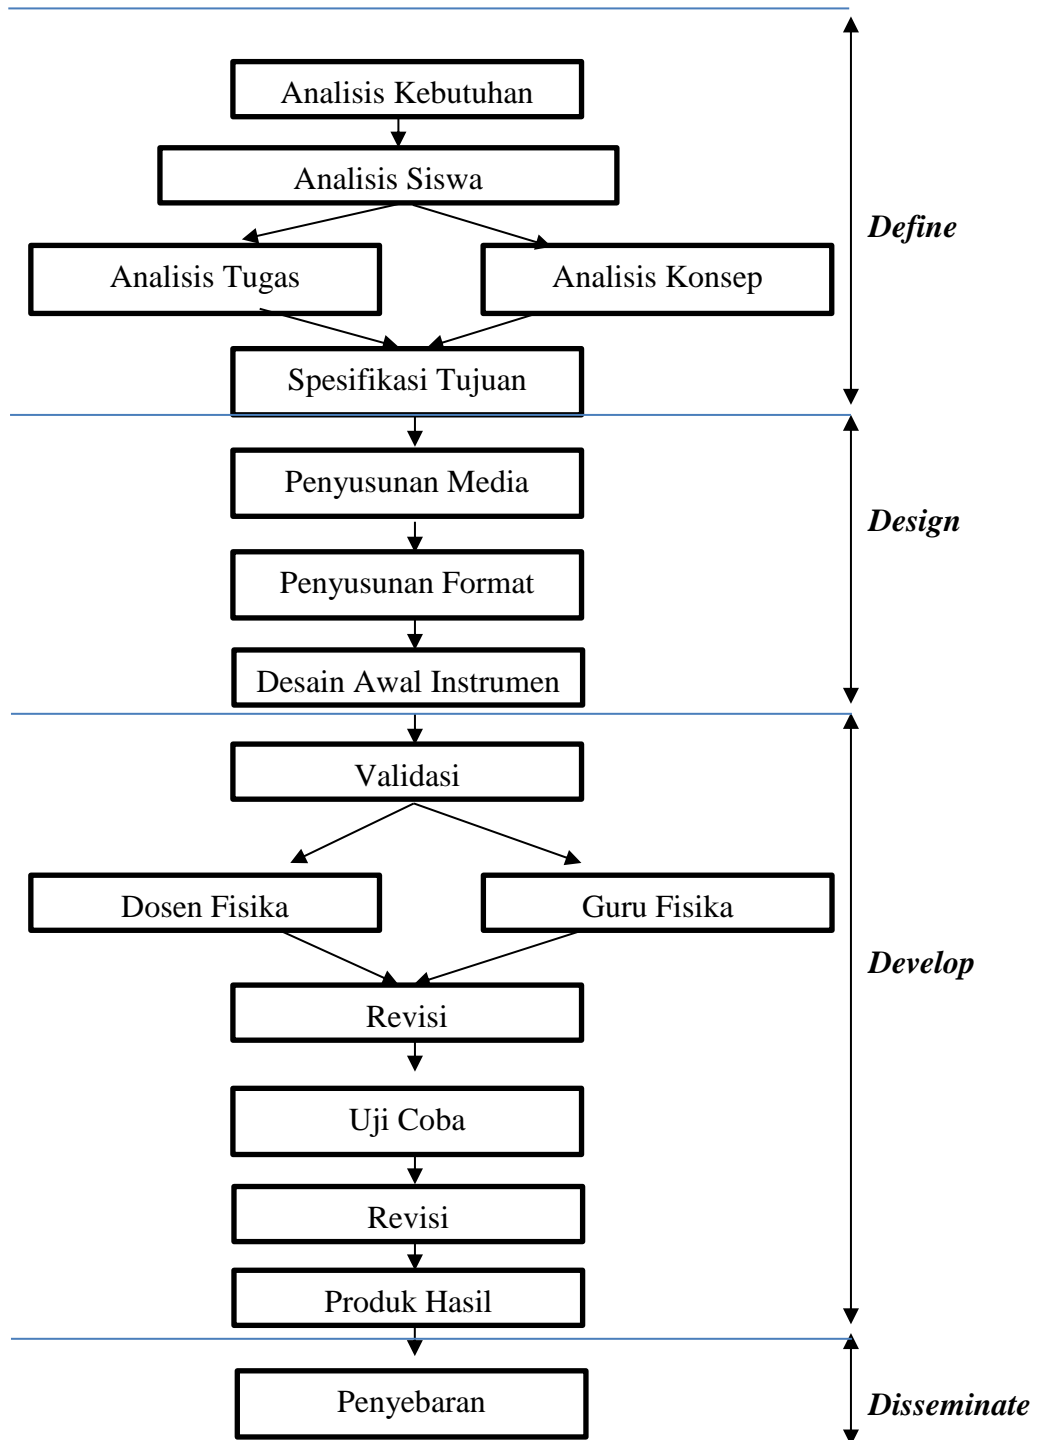 Analisis Kebutuhan
Analisis Siswa
Define
Analisis Tugas
Analisis Konsep
Spesifikasi Tujuan
Penyusunan Media
Design
Penyusunan Format
Desain Awal Instrumen
Validasi
Dosen Fisika
Guru Fisika
Develop
Revisi
Uji Coba
Revisi
Produk Hasil
Penyebaran
Disseminate